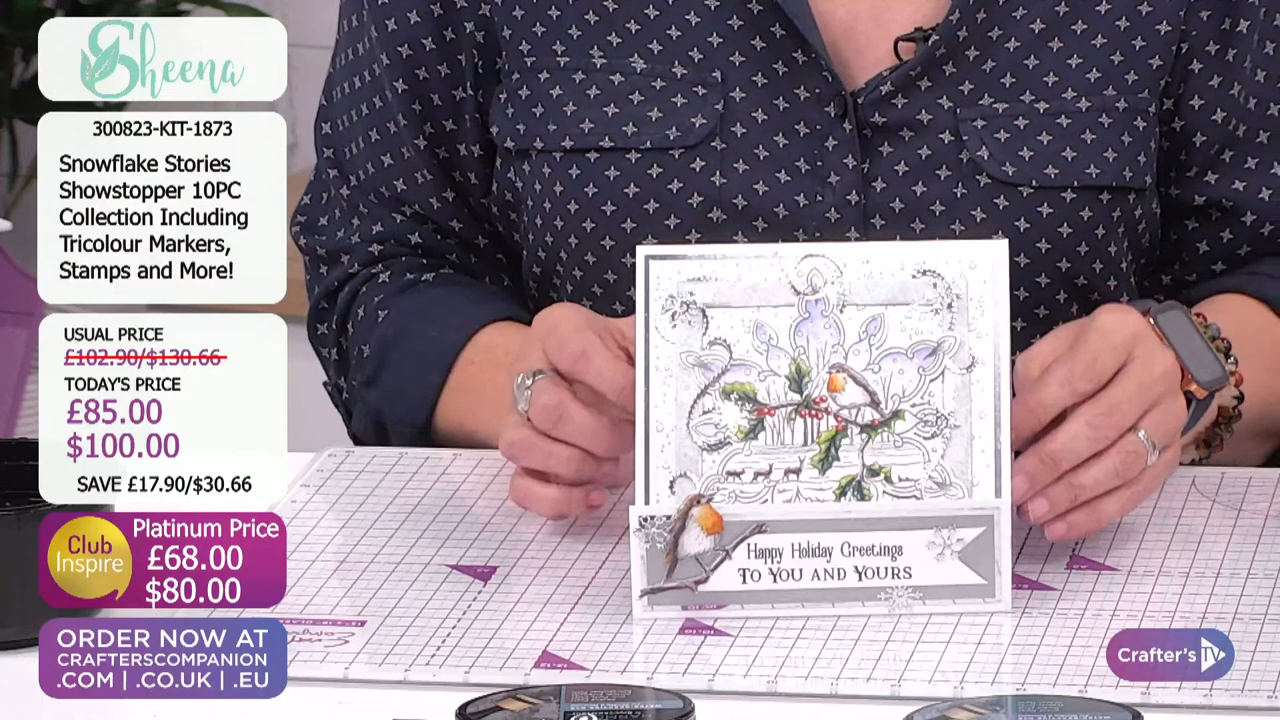 Sheena
300823-KIT-1873
Snowflake Stories
Showstopper 10PC
Collection Including
Tricolour Markers,
Stamps and More!
USUAL PRICE
£102.90/$130.66
TODAY'S PRICE
£85.00
$100.00
SAVE £17.90/$30.66
Club
Inspire
Platinum Price
£68.00
$80.00
ORDER NOW AT
CRAFTERSCOMPANION
.COM | .CO.UK | .EU
Happy Holiday Greetings
TO YOU AND YOURS
Crafter's TV